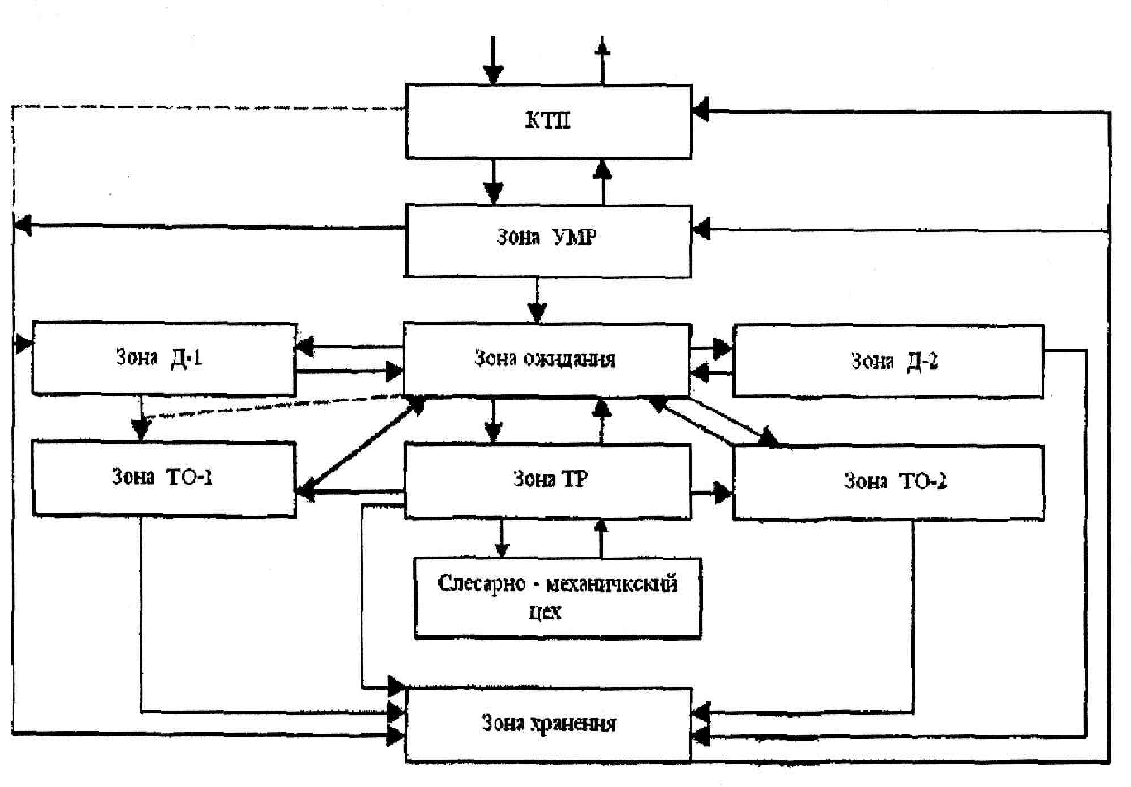 КТП
Зона УМР
Зона Д-1
Зона ожидания
Зона Д-2
Зона ТО-1
Зона ТР
Зона ТО-2
Слесарно - механичкский
цех
Зона хранения